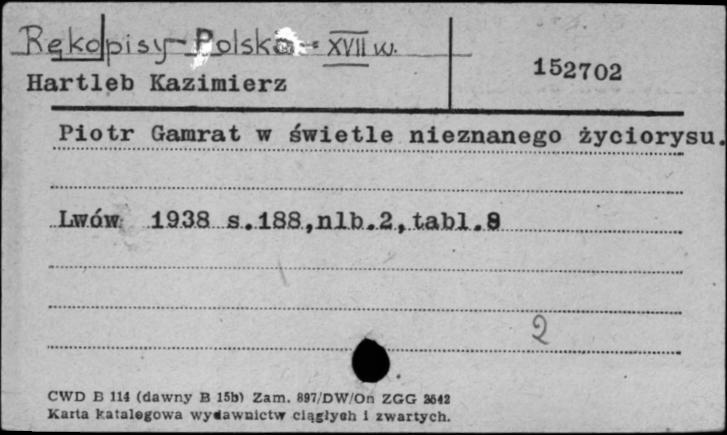 Rękopisy - Polska - XVII w.
Hartleb Kazimierz
152702
Piotr Gamrat w świetle nieznanego życiorysu.
Lwów 1938 s.188,nlb.2,tabl.8
2
CWD B 114 (dawny B 15b) Zam. 897/DW/On ZGG 2642
Karta katalogowa wydawnictw ciągłych i zwartych.